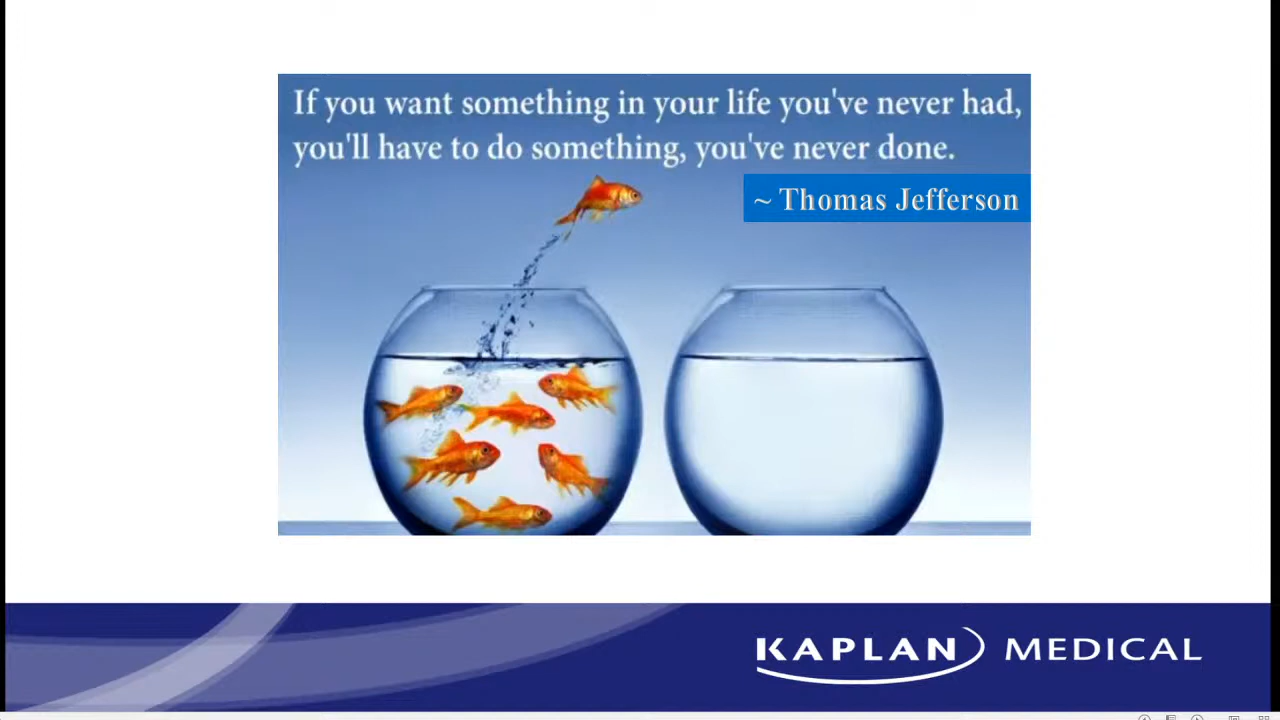 If you want something in your life you've never had,
you'll have to do something, you've never done.
~ Thomas Jefferson
KAPLAN MEDICAL